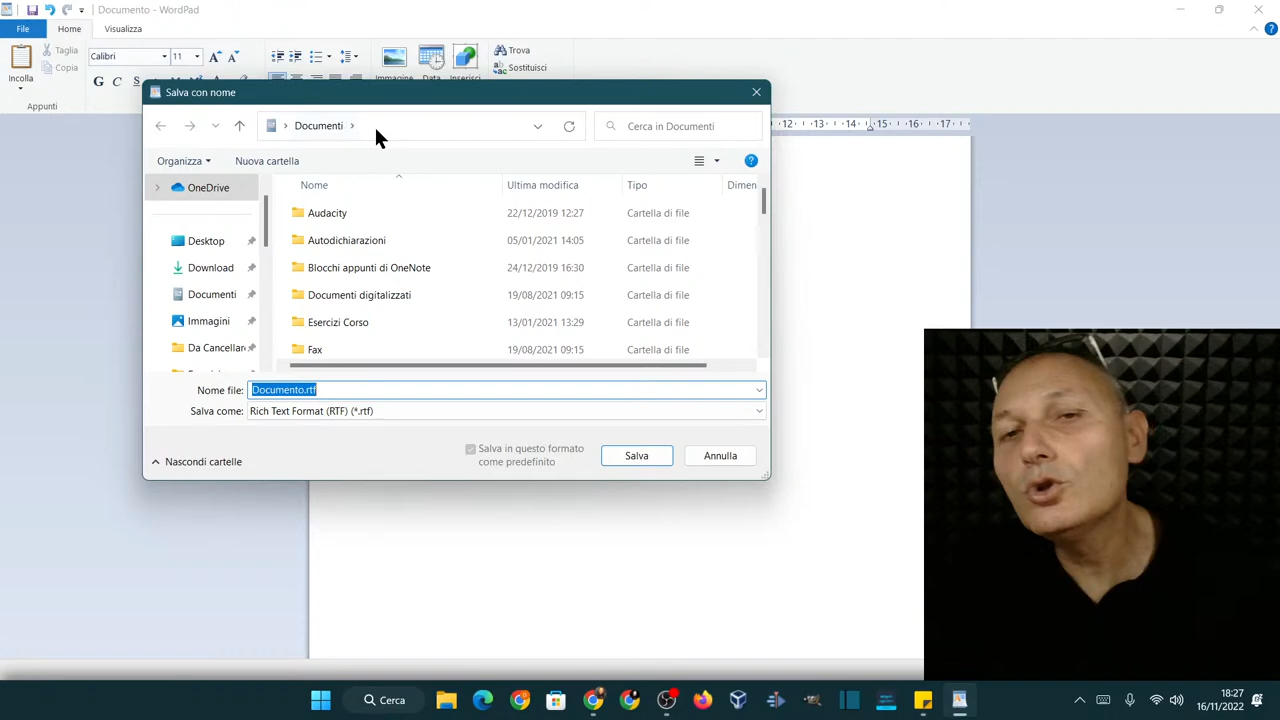 Documento - WordPad
File Home Visualizza
Incolla
Taglia
Copia
Appunti
Calibri 11
G C S
Immagine
Data
Inserisci
Trova
Sostituisci
12 13 14 15 16 17
Salva con nome
Documenti
Cerca in Documenti
Organizza Nuova cartella
OneDrive
Desktop
Download
Documenti
Immagini
Da Cancellar
Nome Ultima modifica Tipo Dimen
Audacity 22/12/2019 12:27 Cartella di file
Autodichiarazioni 05/01/2021 14:05 Cartella di file
Blocchi appunti di OneNote 24/12/2019 16:30 Cartella di file
Documenti digitalizzati 19/08/2021 09:15 Cartella di file
Esercizi Corso 13/01/2021 13:29 Cartella di file
Fax 19/08/2021 09:15 Cartella di file
Nome file: Documento.rtf
Salva come: Rich Text Format (RTF) (*.rtf)
Nascondi cartelle
Salva in questo formato
come predefinito
Salva Annulla
Cerca
18:27
16/11/2022